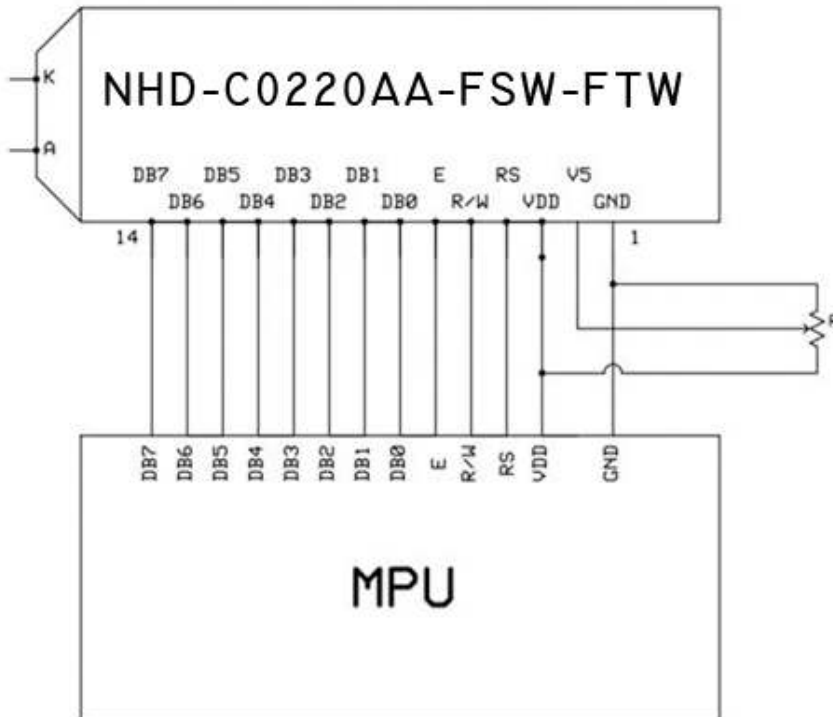 K
NHD-C0220AA-FSW-FTW
A
DB7 DB5 DB3 DB1 E RS V5
DB6 DB4 DB2 DB0 R/W VDD GND
14 1
R
DB7 DB6 DB5 DB4 DB3 DB2 DB1 DB0 E R/W RS VDD GND
MPU